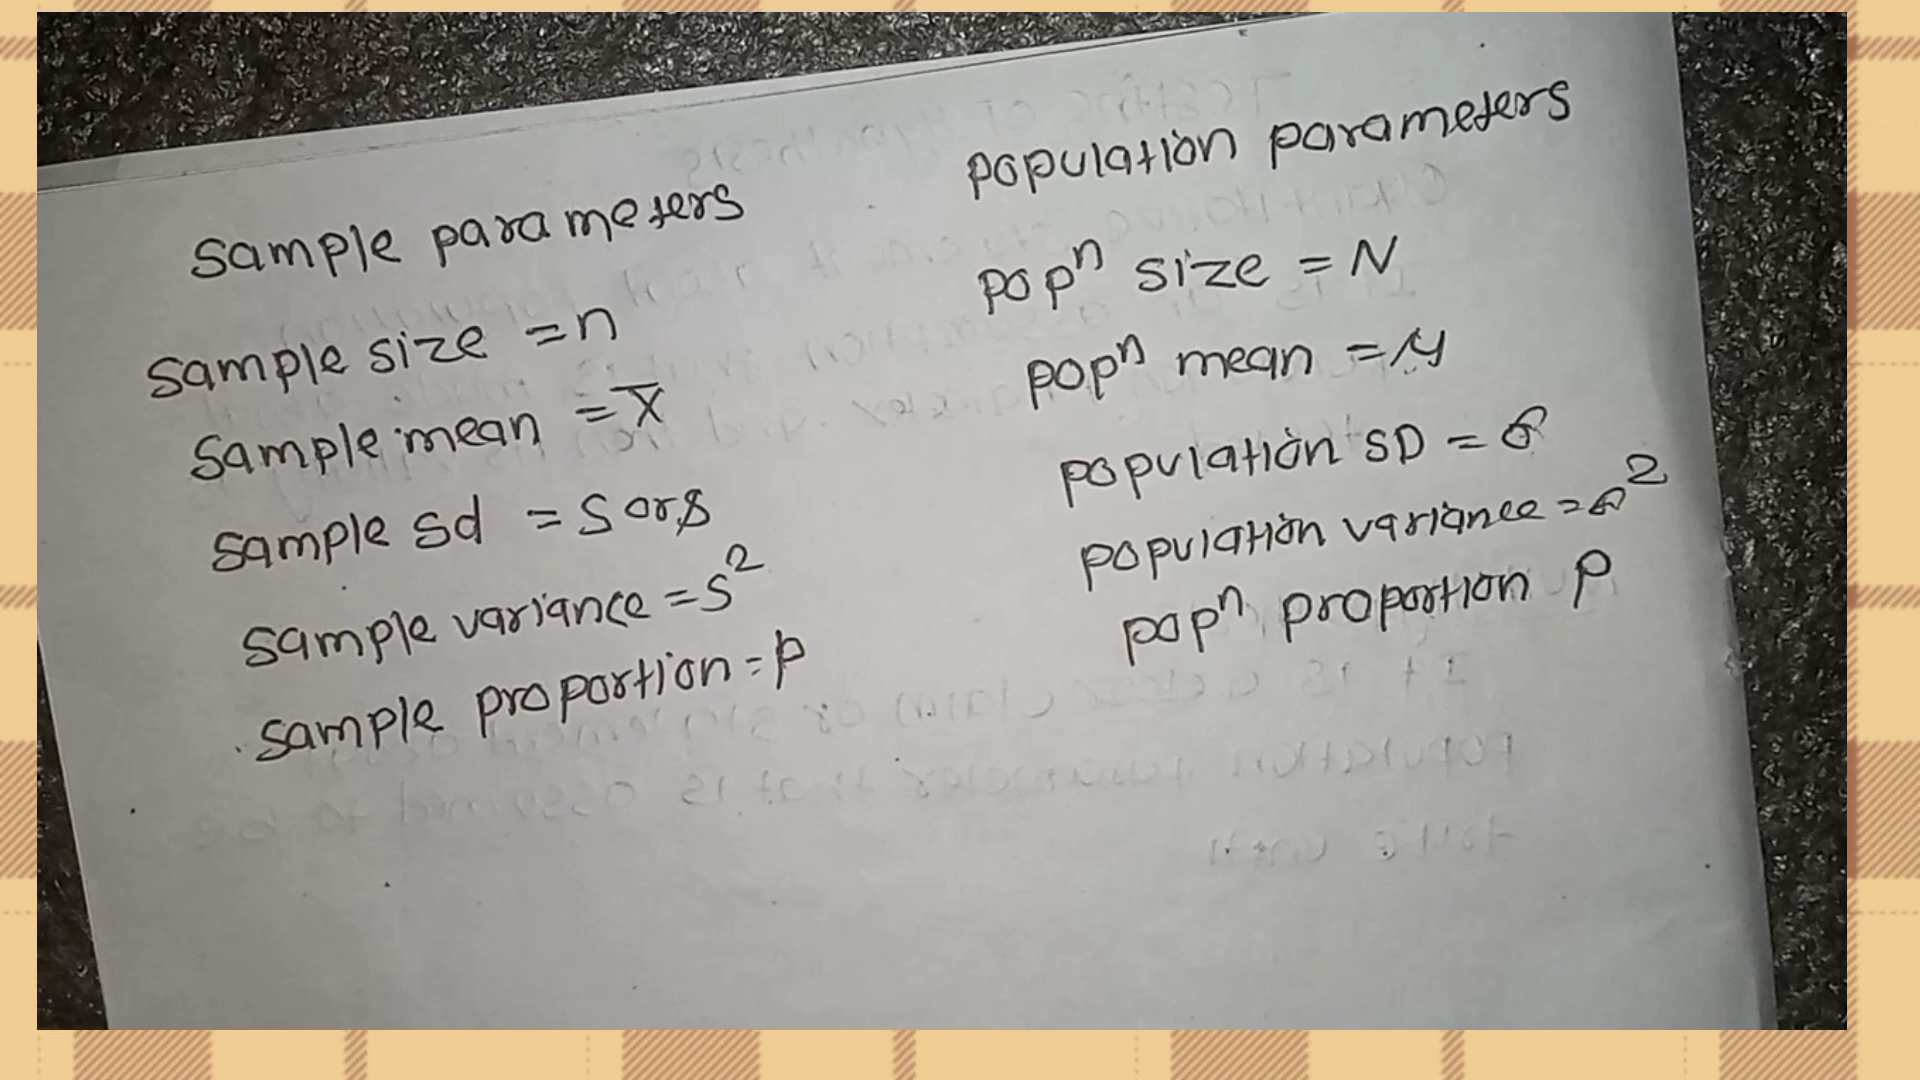 Sample parameters
Sample size = n
Sample mean = x̄
Sample sd = S or s
Sample variance = s²
Sample proportion = p
population parameters
popⁿ size = N
popⁿ mean = μ
population SD = σ
population variance = σ²
popⁿ proportion P